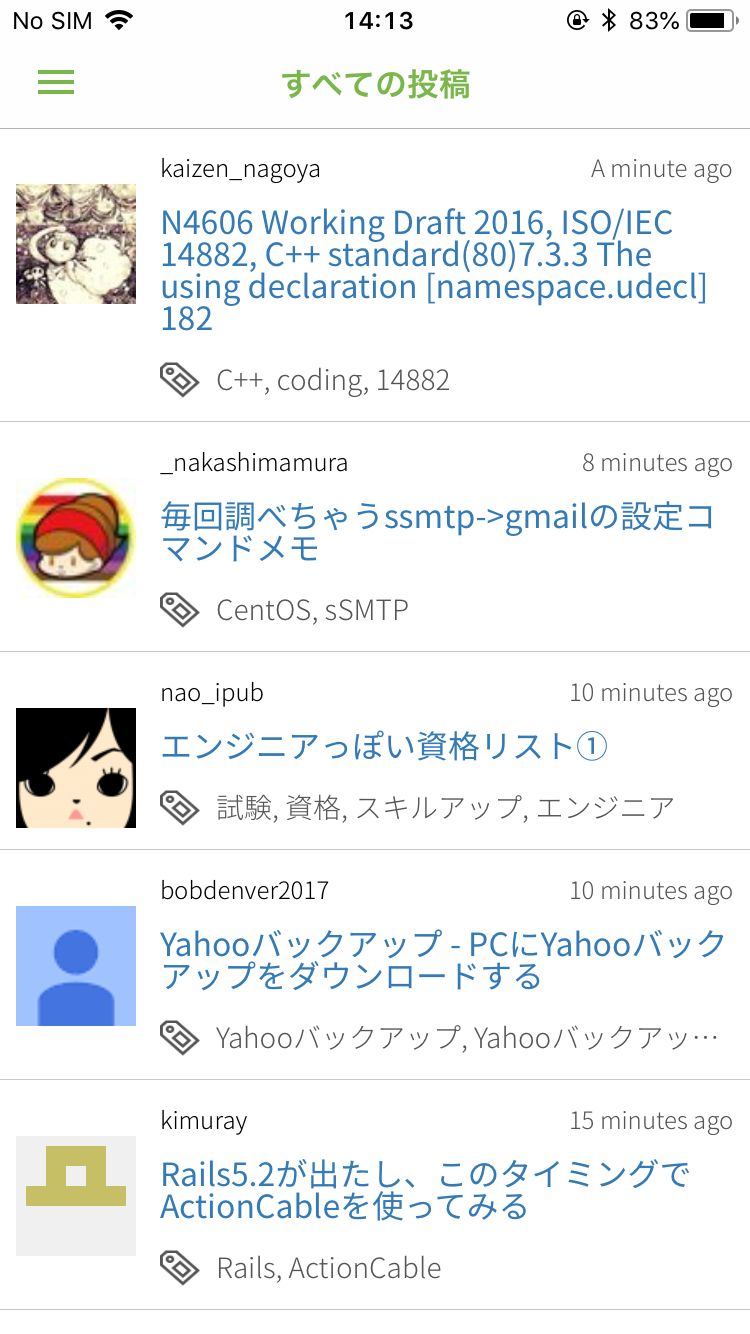 No SIM 14:13 83%
すべての投稿
kaizen_nagoya A minute ago
N4606 Working Draft 2016, ISO/IEC
14882, C++ standard(80)7.3.3 The
using declaration [namespace.udecl]
182
C++, coding, 14882
_nakashimamura 8 minutes ago
毎回調べちゃうssmtp->gmailの設定コ
マンドメモ
CentOS, sSMTP
nao_ipub 10 minutes ago
エンジニアっぽい資格リスト①
試験, 資格, スキルアップ, エンジニア
bobdenver2017 10 minutes ago
Yahooバックアップ - PCにYahooバック
アップをダウンロードする
Yahooバックアップ, Yahooバックアッ…
kimuray 15 minutes ago
Rails5.2が出たし、このタイミングで
ActionCableを使ってみる
Rails, ActionCable